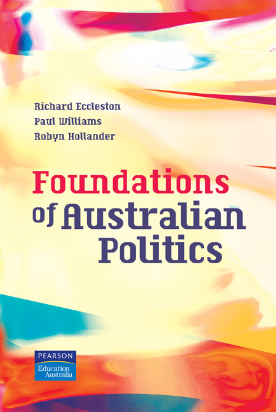 Richard Eccleston
Paul Williams
Robyn Hollander
Foundations
of Australian
Politics
PEARSON
Education
Australia